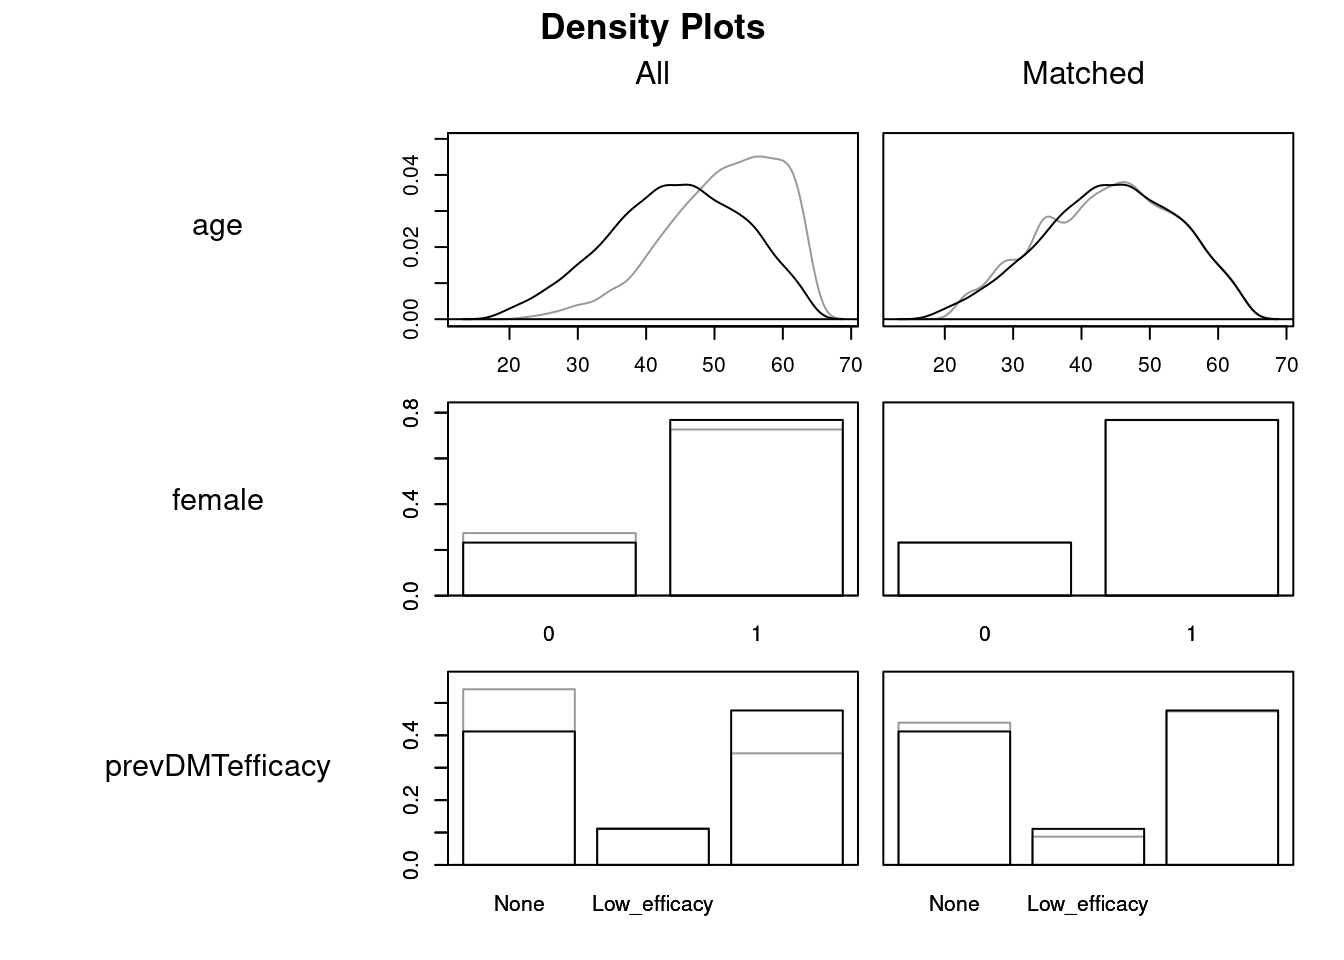 Density Plots
All Matched
age
0.00 0.02 0.04
20 30 40 50 60 70 20 30 40 50 60 70
female
0.0 0.4 0.8
0 1 0 1
prevDMTefficacy
0.0 0.2 0.4
None Low_efficacy None Low_efficacy